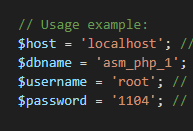 // Usage example:
$host = 'localhost'; //
$dbname = 'asm_php_1';
$username = 'root'; //
$password = '1104'; //